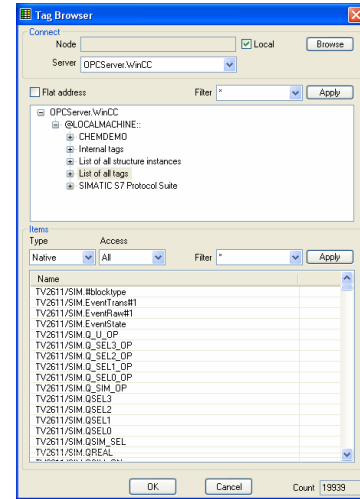 Tag Browser
Connect
Node
Local
Browse
Server
OPCServer.WinCC
Flat address
Filter
*
Apply
OPCServer.WinCC
@LOCALMACHINE::
CHEMDEMO
Internal tags
List of all structure instances
List of all tags
SIMATIC S7 Protocol Suite
Items
Type
Access
Native
All
Filter
*
Apply
Name
TV2611/SIM.#blocktype
TV2611/SIM.EventTrans#1
TV2611/SIM.EventRaw#1
TV2611/SIM.EventState
TV2611/SIM.Q_U_OP
TV2611/SIM.Q_SEL3_OP
TV2611/SIM.Q_SEL2_OP
TV2611/SIM.Q_SEL1_OP
TV2611/SIM.Q_SEL0_OP
TV2611/SIM.Q_SIM_OP
TV2611/SIM.QSEL3
TV2611/SIM.QSEL2
TV2611/SIM.QSEL1
TV2611/SIM.QSEL0
TV2611/SIM.QSIM_SEL
TV2611/SIM.QREAL
OK
Cancel
Count
19939